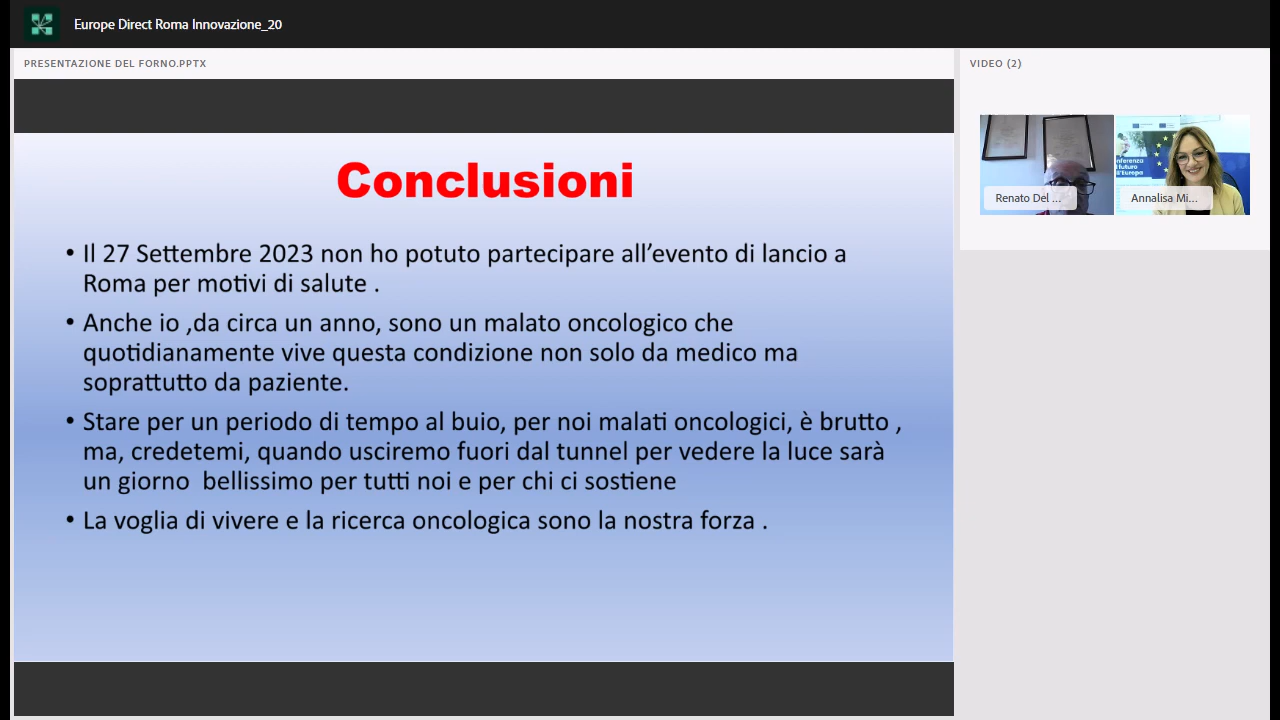 Europe Direct Roma Innovazione_20
PRESENTAZIONE DEL FORNO.PPTX
VIDEO (2)
Conclusioni
• Il 27 Settembre 2023 non ho potuto partecipare all’evento di lancio a
Roma per motivi di salute .
• Anche io ,da circa un anno, sono un malato oncologico che
quotidianamente vive questa condizione non solo da medico ma
soprattutto da paziente.
• Stare per un periodo di tempo al buio, per noi malati oncologici, è brutto ,
ma, credetemi, quando usciremo fuori dal tunnel per vedere la luce sarà
un giorno  bellissimo per tutti noi e per chi ci sostiene
• La voglia di vivere e la ricerca oncologica sono la nostra forza .
Renato Del ...
Annalisa Mi...